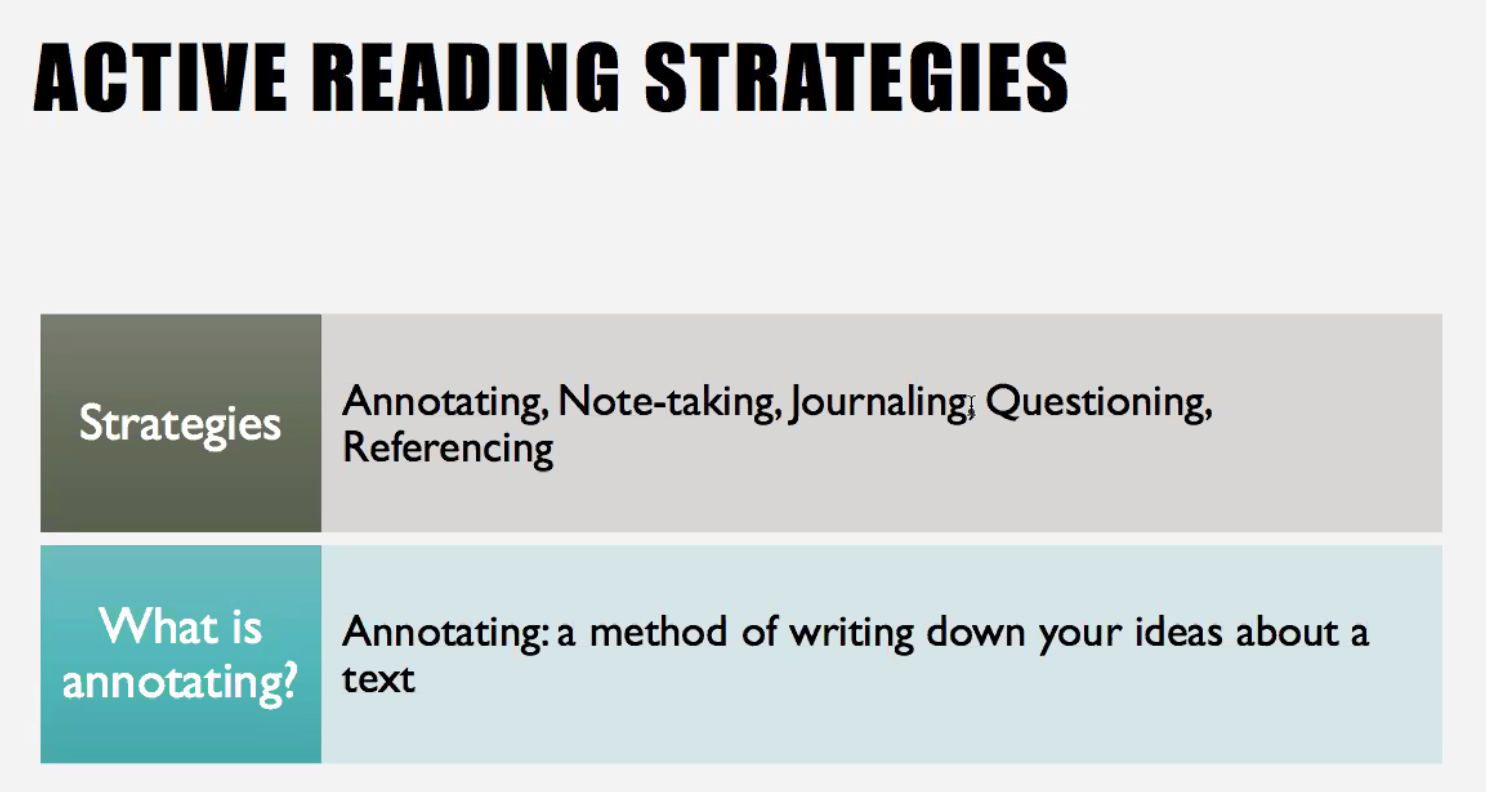 ACTIVE READING STRATEGIES
Strategies
Annotating, Note-taking, Journaling, Questioning,
Referencing
What is
annotating?
Annotating: a method of writing down your ideas about a
text